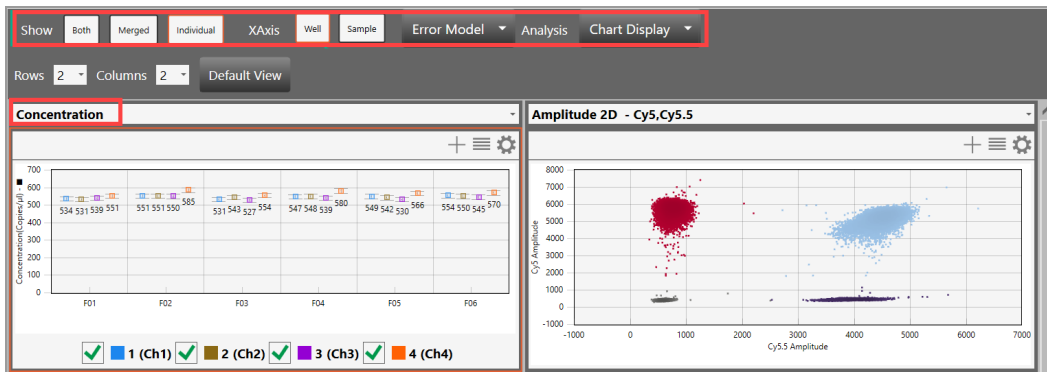 Show Both Merged Individual XAxis Well Sample Error Model Analysis Chart Display
Rows 2 Columns 2 Default View
Concentration
Concentration(Copies/µl) - ■
700
600
500
400
300
200
100
0
534 531 539 551 551 551 550 585 531 543 527 554 547 548 539 580 549 542 530 566 554 550 545 570
F01 F02 F03 F04 F05 F06
1 (Ch1) 2 (Ch2) 3 (Ch3) 4 (Ch4)
Amplitude 2D - Cy5,Cy5.5
Cy5 Amplitude
8000
7000
6000
5000
4000
3000
2000
1000
0
-1000
-1000 0 1000 2000 3000 4000 5000 6000 7000
Cy5.5 Amplitude